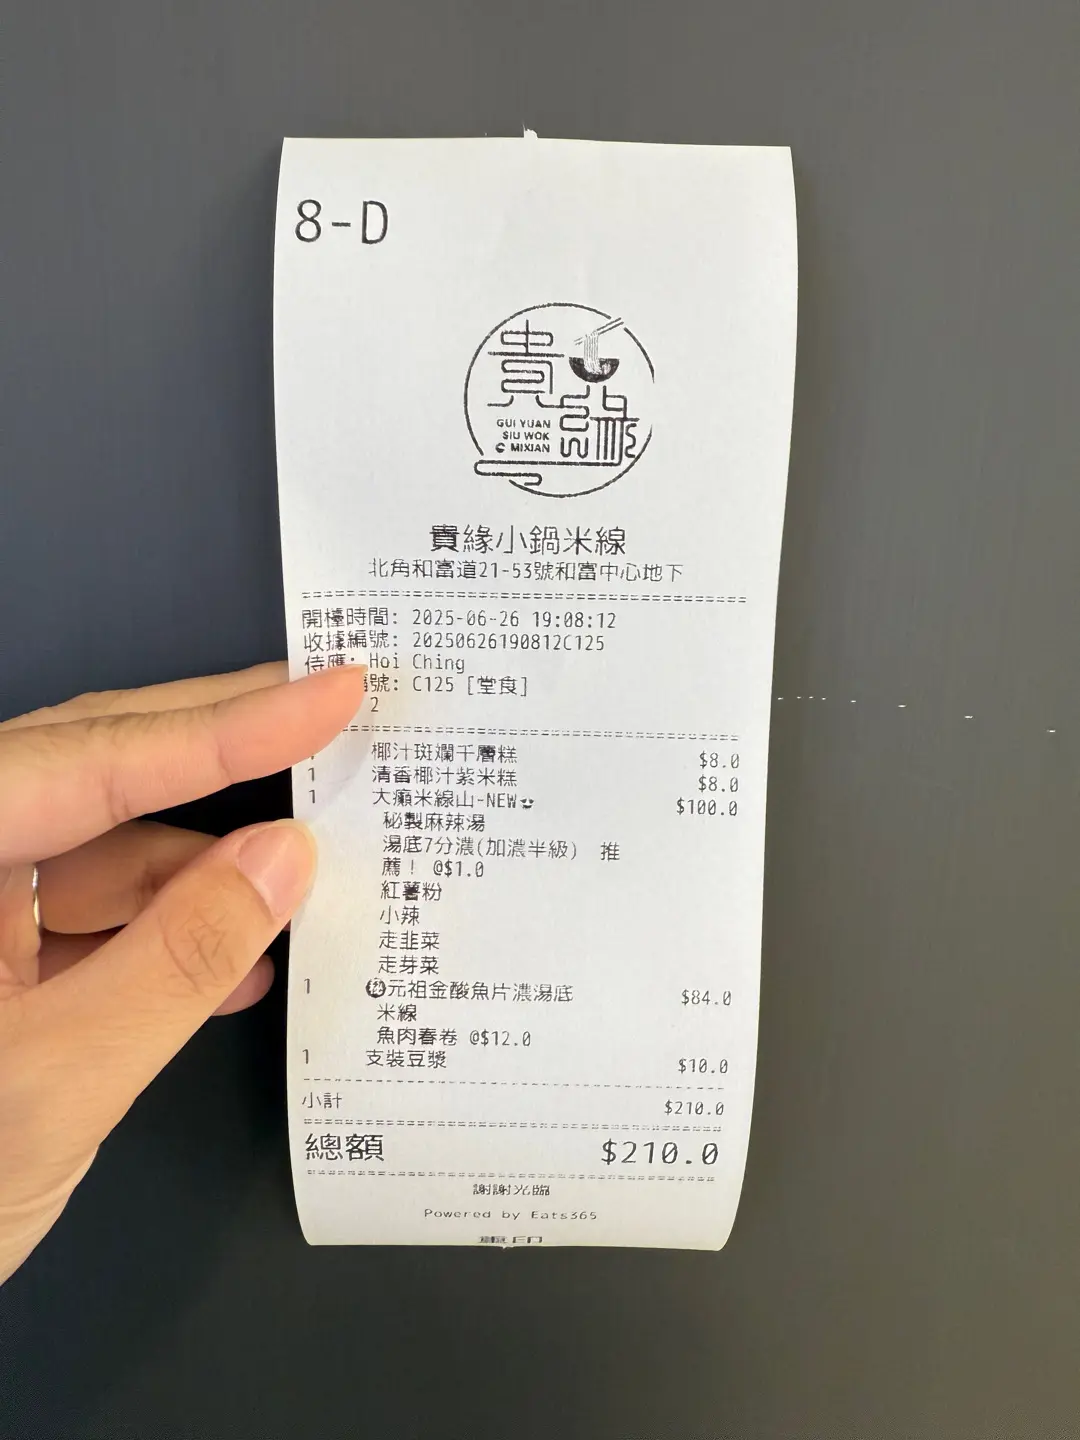 8-D
貴緣
GUI YUAN
SIU WOK
MIXIAN
貴緣小鍋米線
北角和富道21-53號和富中心地下
開檯時間: 2025-06-26 19:08:12
收據編號: 20250626190812C125
侍應: Hoi Ching
號: C125 [堂食]
2
椰汁斑斕千層糕 $8.0
1 清香椰汁紫米糕 $8.0
1 大癲米線山-NEW $100.0
秘製麻辣湯
湯底7分濃(加濃半級) 推
薦! @$1.0
紅薯粉
小辣
走韭菜
走芽菜
1 元祖金酸魚片濃湯底 $84.0
米線
魚肉春卷 @$12.0
1 支裝豆漿 $10.0
小計 $210.0
總額 $210.0
謝謝光臨
Powered by Eats365
重印